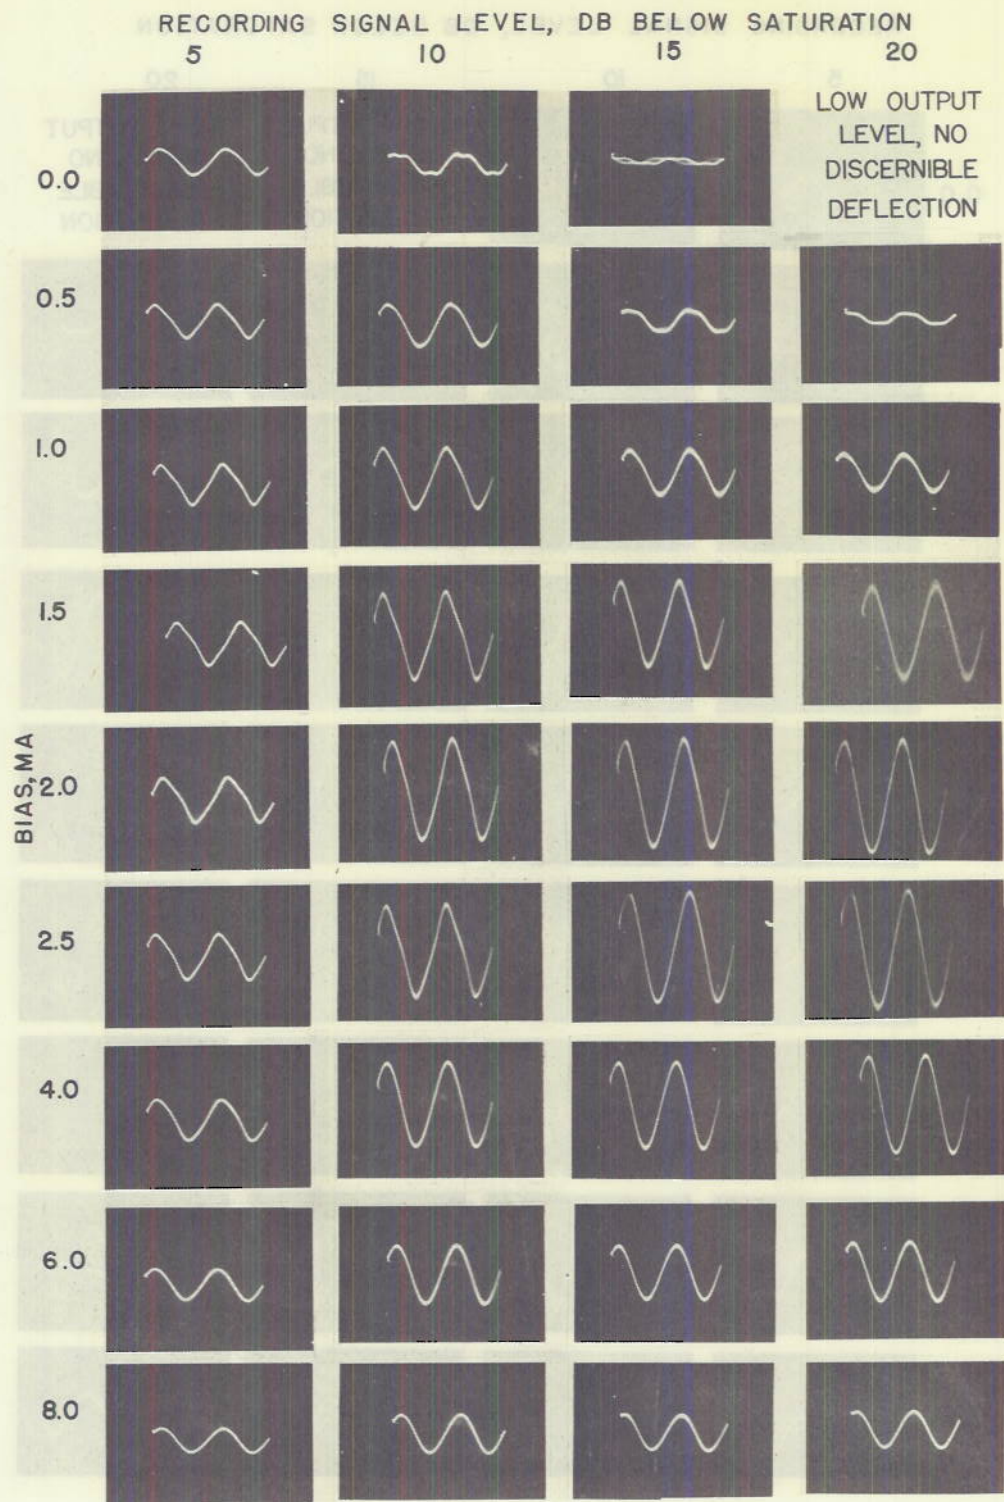 RECORDING SIGNAL LEVEL, DB BELOW SATURATION
5 10 15 20
0.0
LOW OUTPUT
LEVEL, NO
DISCERNIBLE
DEFLECTION
0.5
1.0
1.5
BIAS, MA
2.0
2.5
4.0
6.0
8.0